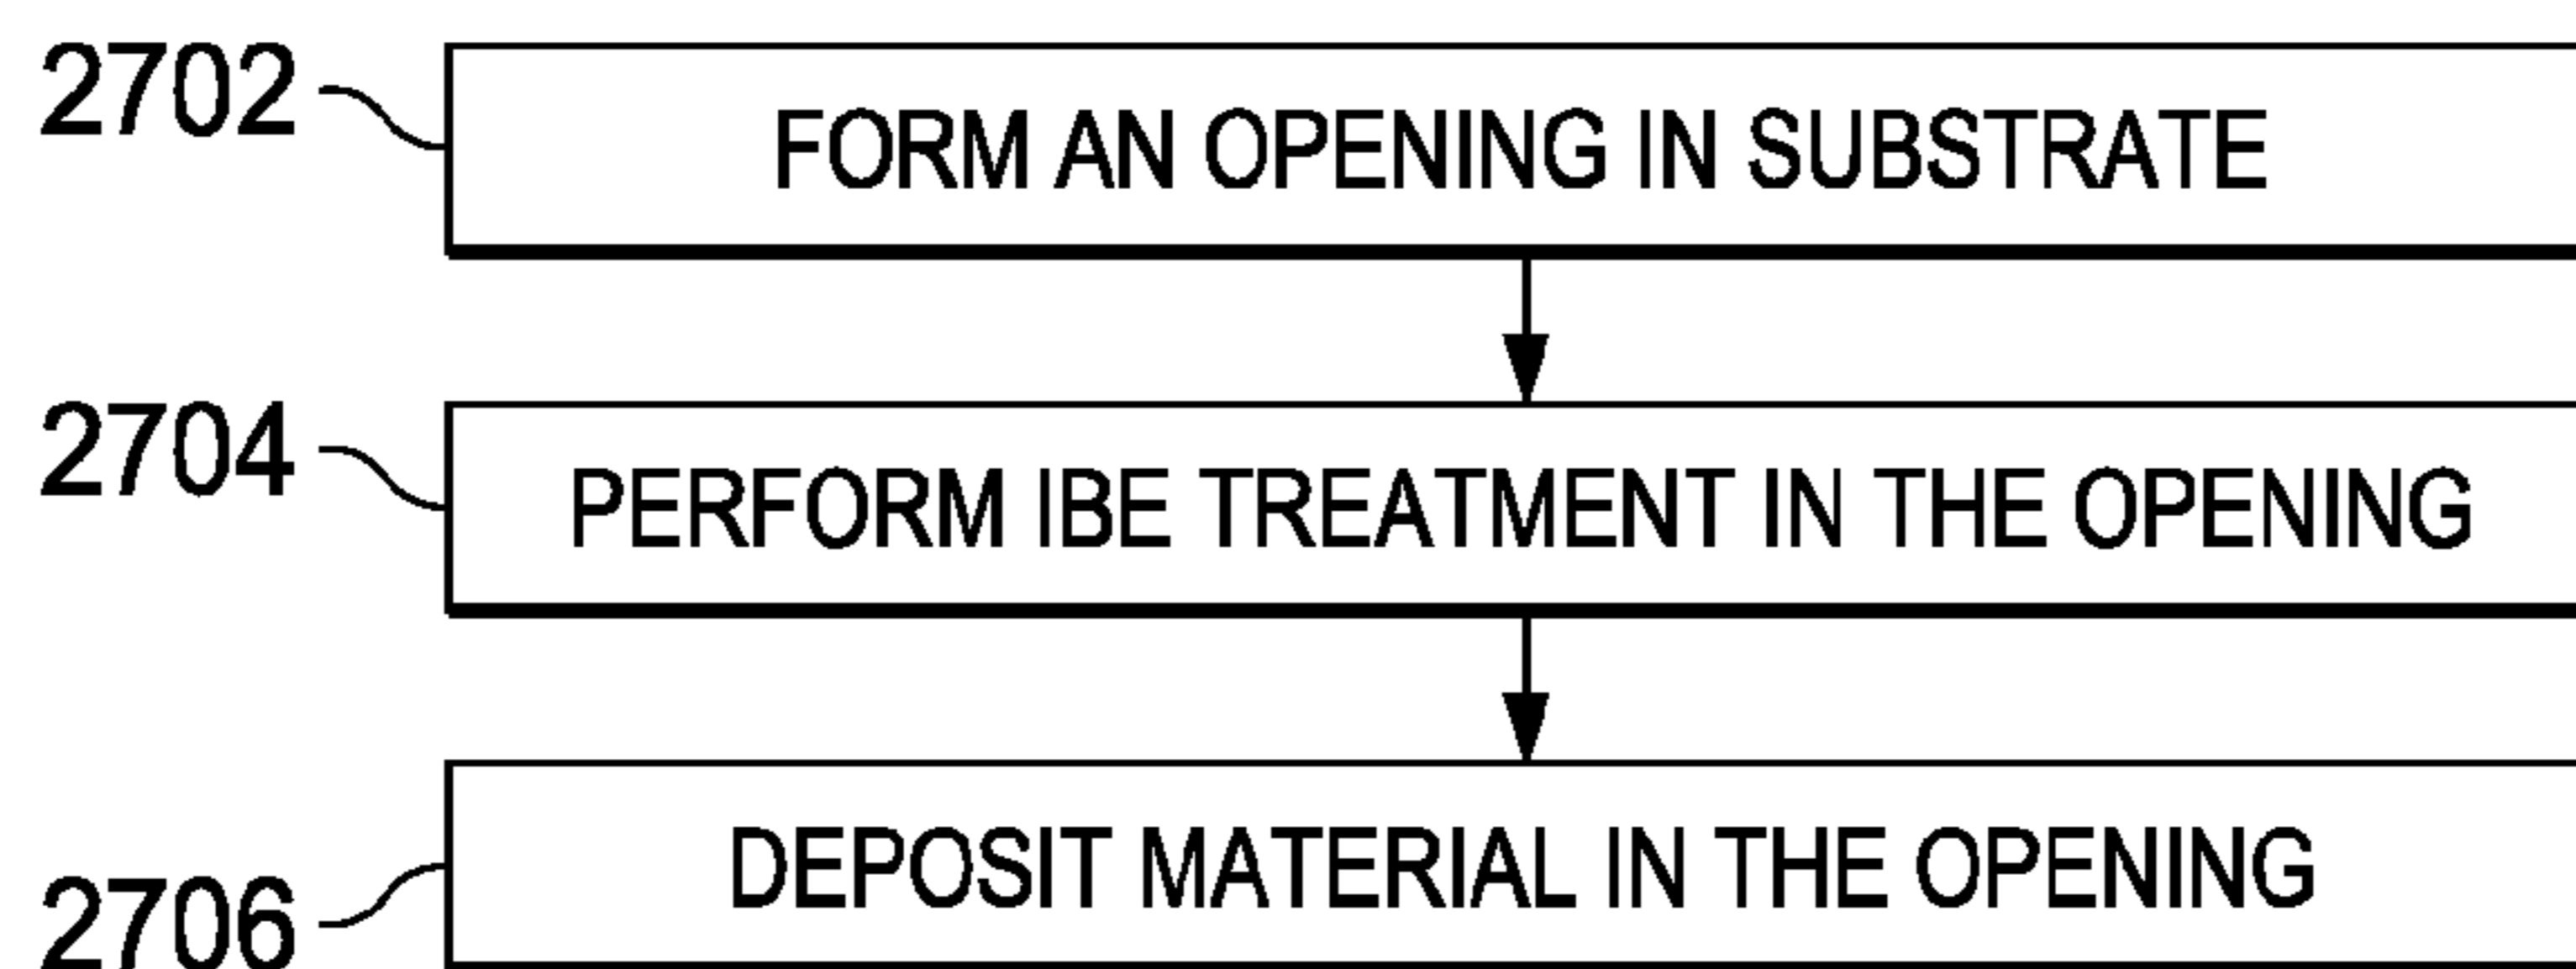 2702
FORM AN OPENING IN SUBSTRATE
2704
PERFORM IBE TREATMENT IN THE OPENING
2706
DEPOSIT MATERIAL IN THE OPENING